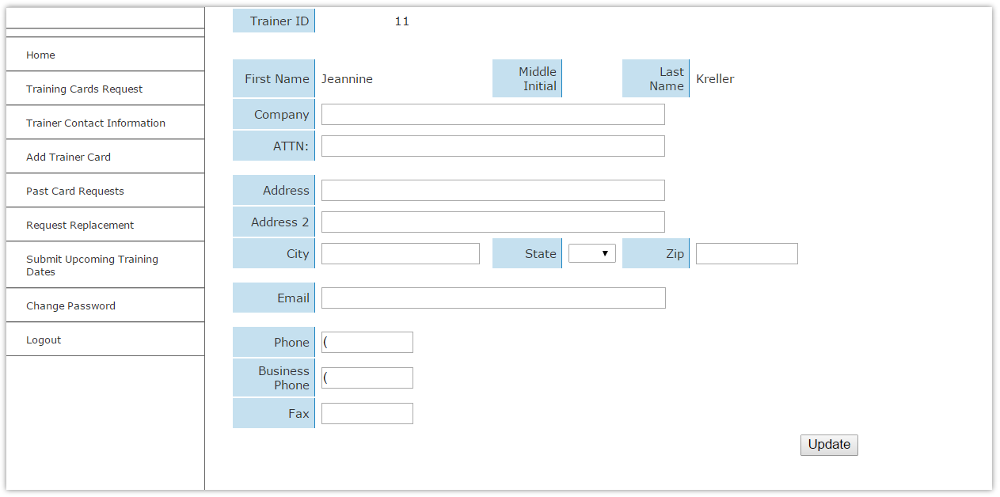 Home
Training Cards Request
Trainer Contact Information
Add Trainer Card
Past Card Requests
Request Replacement
Submit Upcoming Training
Dates
Change Password
Logout
Trainer ID 11
First Name Jeannine Middle Initial Last Name Kreller
Company
ATTN:
Address
Address 2
City State Zip
Email
Phone (
Business
Phone (
Fax
Update